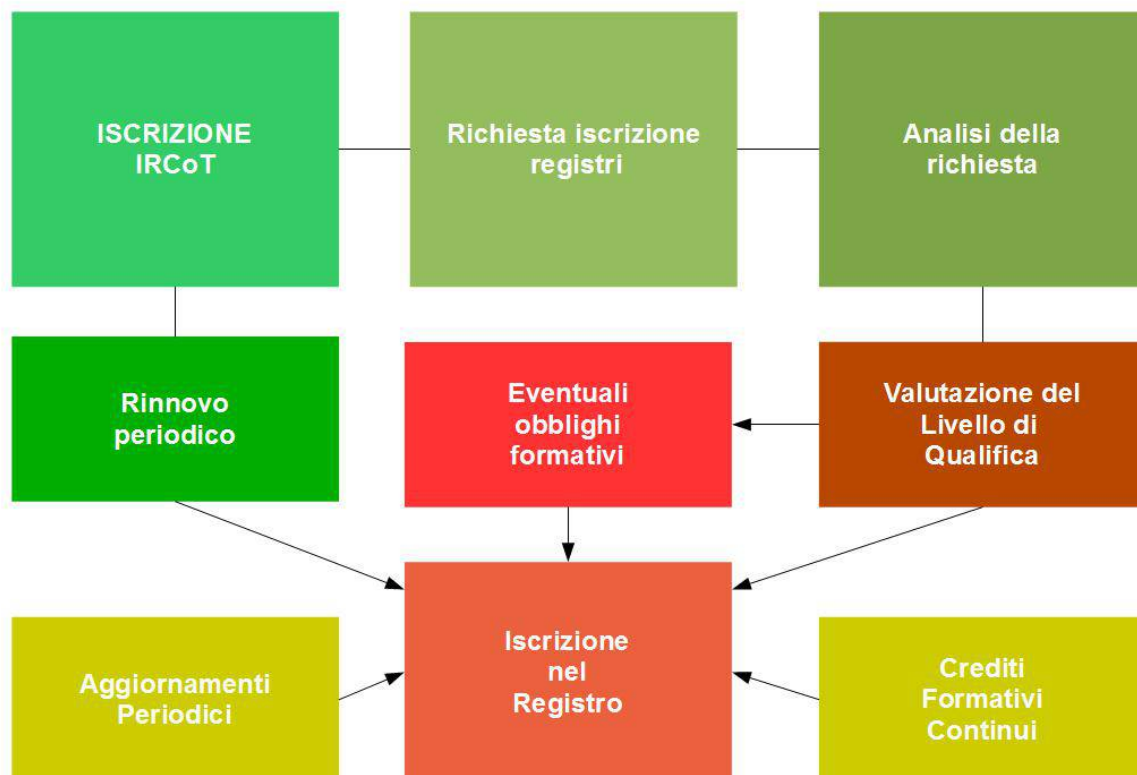 ISCRIZIONE
IRCoT
Richiesta iscrizione
registri
Analisi della
richiesta
Rinnovo
periodico
Eventuali
obblighi
formativi
Valutazione del
Livello di
Qualifica
Aggiornamenti
Periodici
Iscrizione
nel
Registro
Crediti
Formativi
Continui